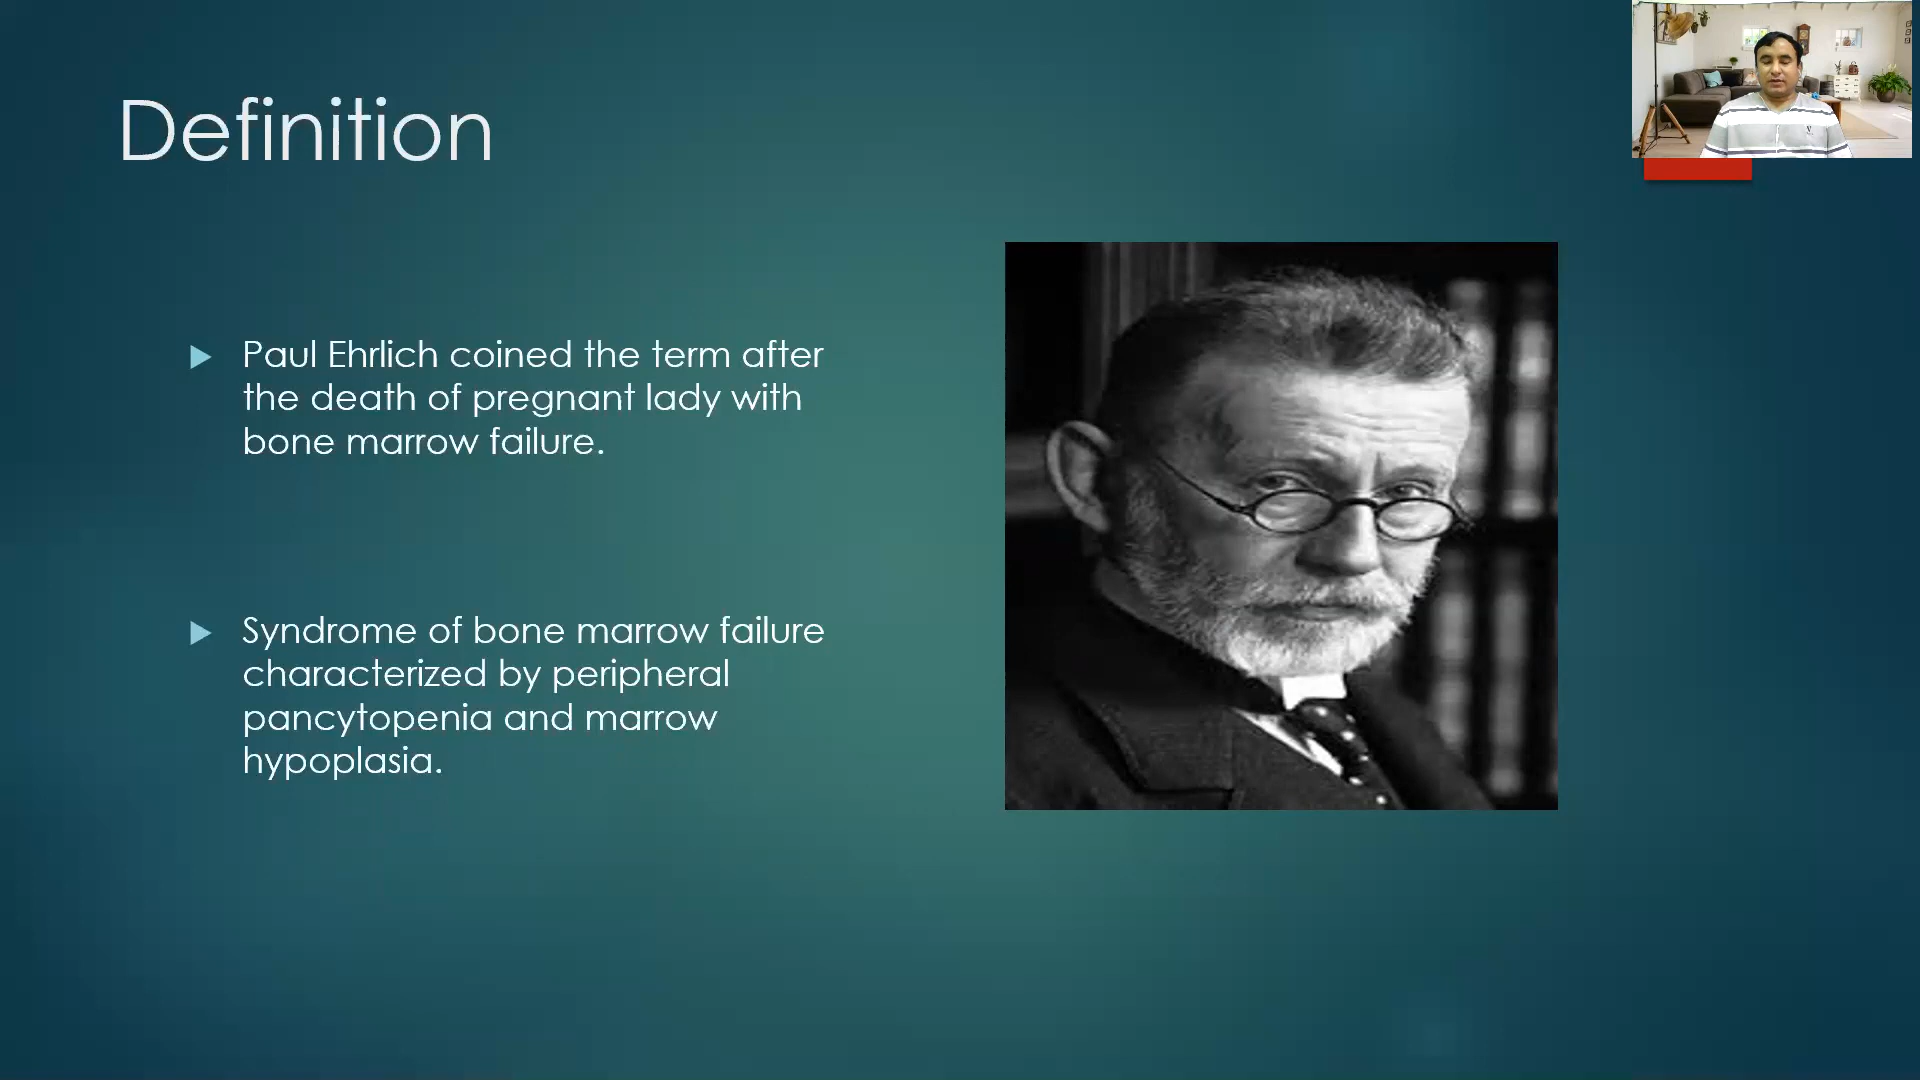 Definition
Paul Ehrlich coined the term after
the death of pregnant lady with
bone marrow failure.
Syndrome of bone marrow failure
characterized by peripheral
pancytopenia and marrow
hypoplasia.